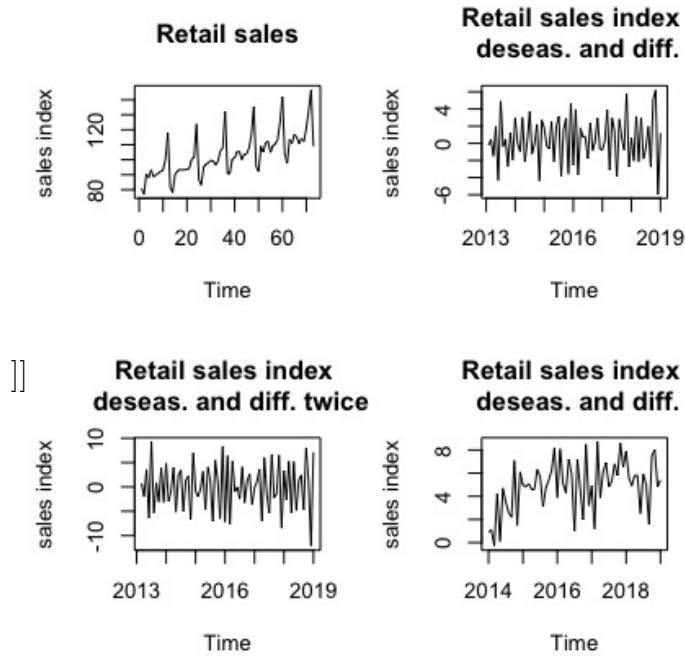 Retail sales
sales index
120
80
0 20 40 60
Time
Retail sales index
deseas. and diff.
sales index
4
0
-6
2013 2016 2019
Time
]]
Retail sales index
deseas. and diff. twice
sales index
10
0
-10
2013 2016 2019
Time
Retail sales index
deseas. and diff.
sales index
8
4
0
2014 2016 2018
Time